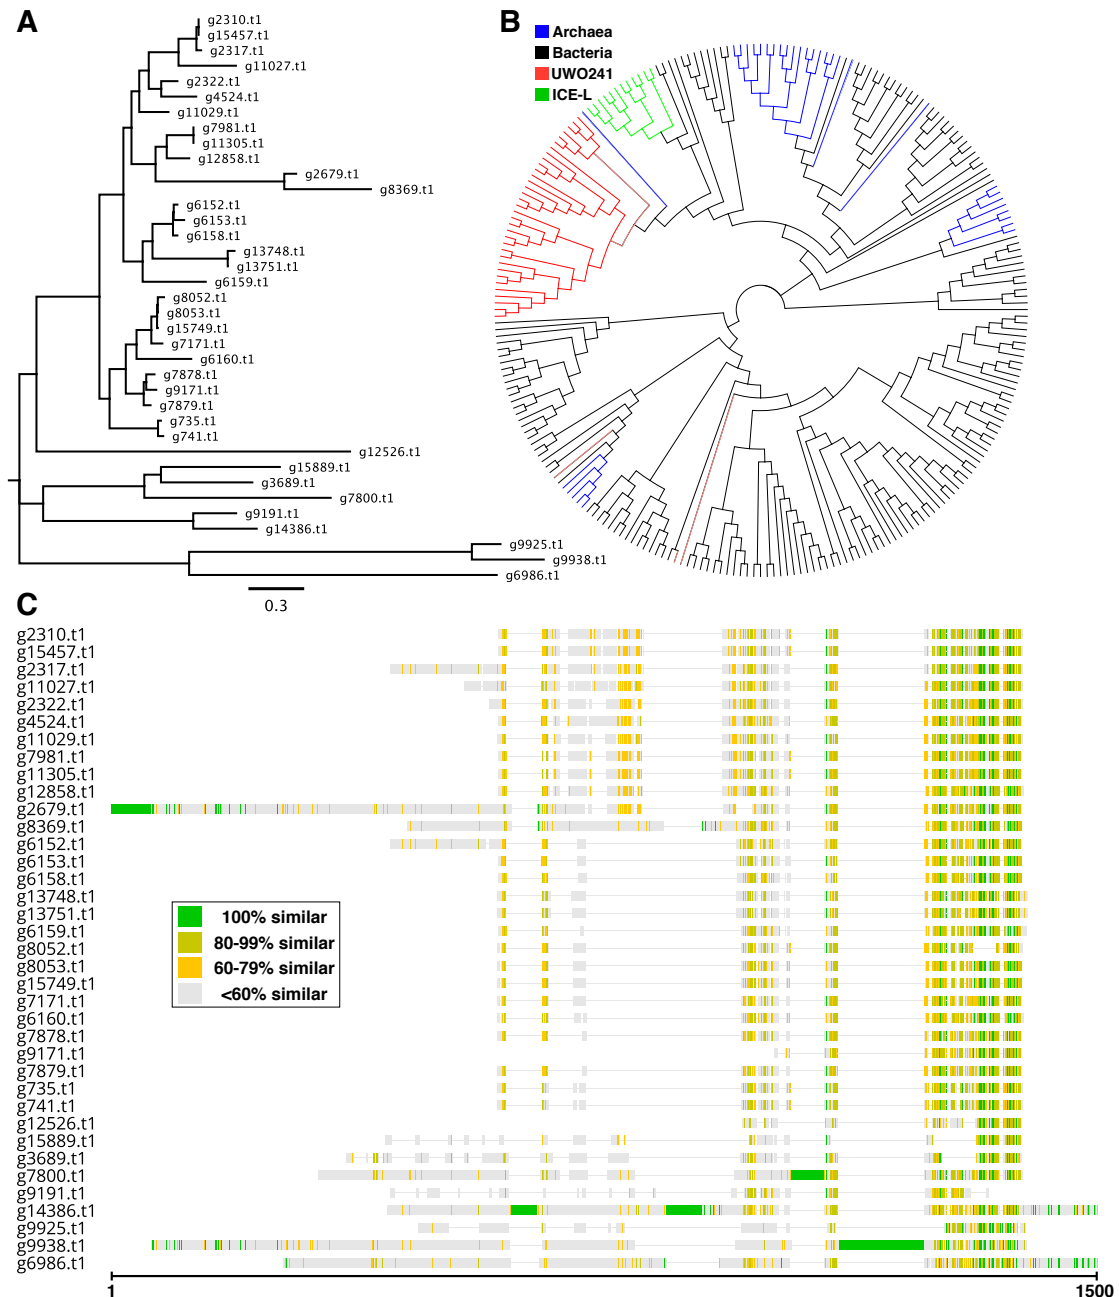 A
g2310.t1
g15457.t1
g2317.t1
g11027.t1
g2322.t1
g4524.t1
g11029.t1
g7981.t1
g11305.t1
g12858.t1
g2679.t1
g8369.t1
g6152.t1
g6153.t1
g6158.t1
g13748.t1
g13751.t1
g6159.t1
g8052.t1
g8053.t1
g15749.t1
g7171.t1
g6160.t1
g7878.t1
g9171.t1
g7879.t1
g735.t1
g741.t1
g12526.t1
g15889.t1
g3689.t1
g7800.t1
g9191.t1
g14386.t1
g9925.t1
g9938.t1
g6986.t1
0.3
B
Archaea
Bacteria
UWO241
ICE-L
C
g2310.t1
g15457.t1
g2317.t1
g11027.t1
g2322.t1
g4524.t1
g11029.t1
g7981.t1
g11305.t1
g12858.t1
g2679.t1
g8369.t1
g6152.t1
g6153.t1
g6158.t1
g13748.t1
g13751.t1
g6159.t1
g8052.t1
g8053.t1
g15749.t1
g7171.t1
g6160.t1
g7878.t1
g9171.t1
g7879.t1
g735.t1
g741.t1
g12526.t1
g15889.t1
g3689.t1
g7800.t1
g9191.t1
g14386.t1
g9925.t1
g9938.t1
g6986.t1
100% similar
80-99% similar
60-79% similar
<60% similar
1
1500